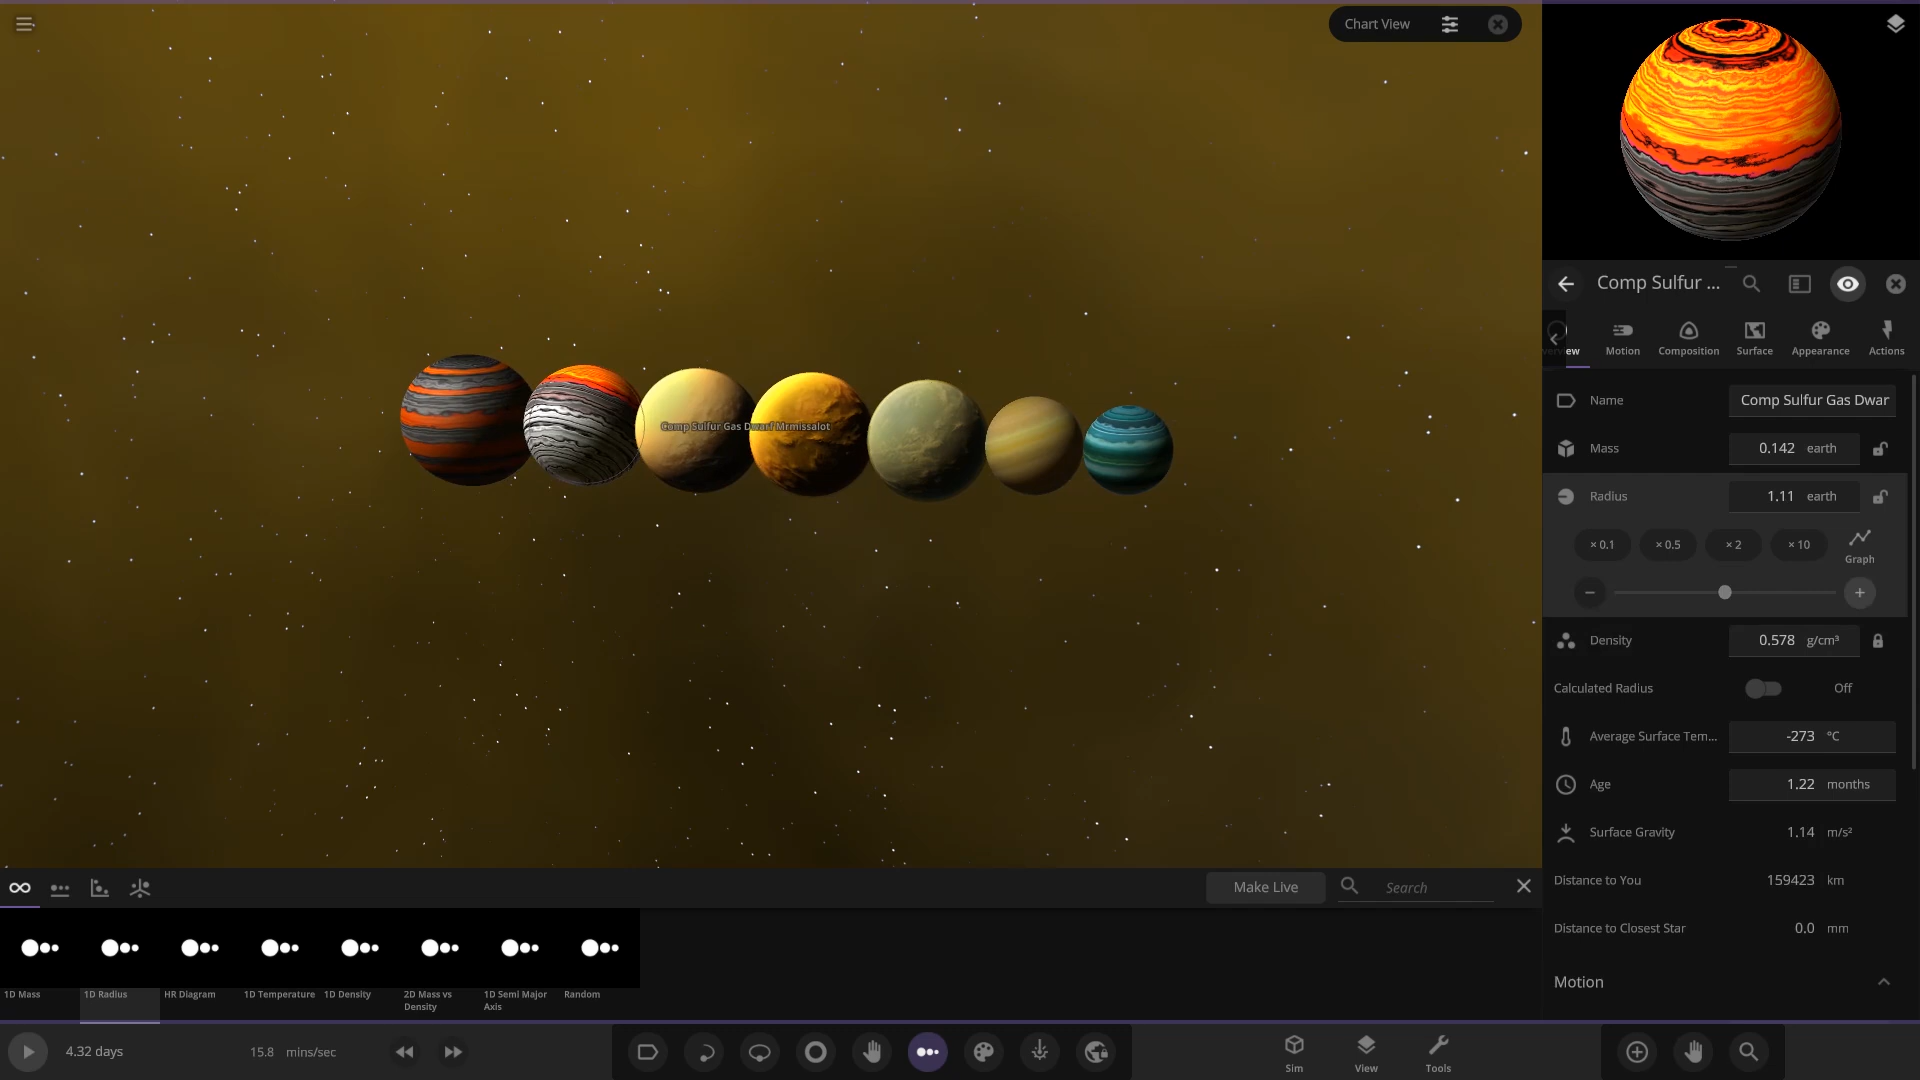 Chart View
Comp Sulfur Gas Dwarf Mrmissalot
Comp Sulfur ...
Motion
Composition
Surface
Appearance
Actions
Name
Comp Sulfur Gas Dwar
Mass
0.142 earth
Radius
1.11 earth
× 0.1
× 0.5
× 2
× 10
Graph
Density
0.578 g/cm³
Calculated Radius
Off
Average Surface Tem...
-273 °C
Age
1.22 months
Surface Gravity
1.14 m/s²
Distance to You
159423 km
Distance to Closest Star
0.0 mm
Motion
Make Live
Search
1D Mass
1D Radius
HR Diagram
1D Temperature
1D Density
2D Mass vs
Density
1D Semi Major
Axis
Random
4.32 days
15.8 mins/sec
Sim
View
Tools